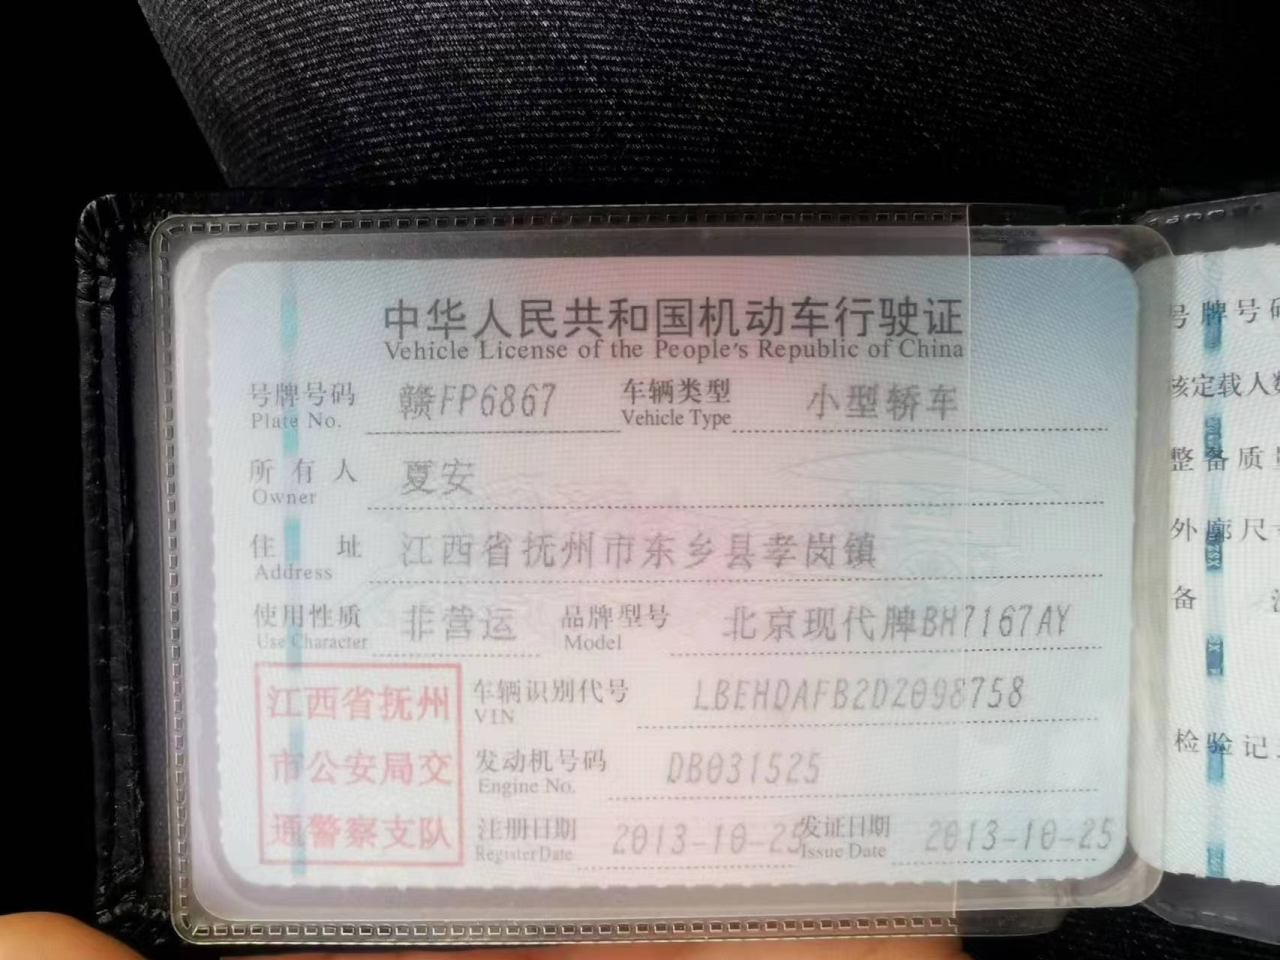 中华人民共和国机动车行驶证
Vehicle License of the People's Republic of China
号牌号码 赣FP6867 车辆类型 小型轿车
Plate No. Vehicle Type
所有人 夏安
Owner
住址 江西省抚州市东乡县孝岗镇
Address
使用性质 非营运 品牌型号 北京现代牌BH7167AY
Use Character Model
江西省抚州
市公安局交
通警察支队
车辆识别代号 LBEHDAFB2DZ098758
VIN
发动机号码 DB031525
Engine No.
注册日期 2013-10-25 发证日期 2013-10-25
Register Date Issue Date
号牌号码
核定载人数
整备质量
外廓尺
备
检验记